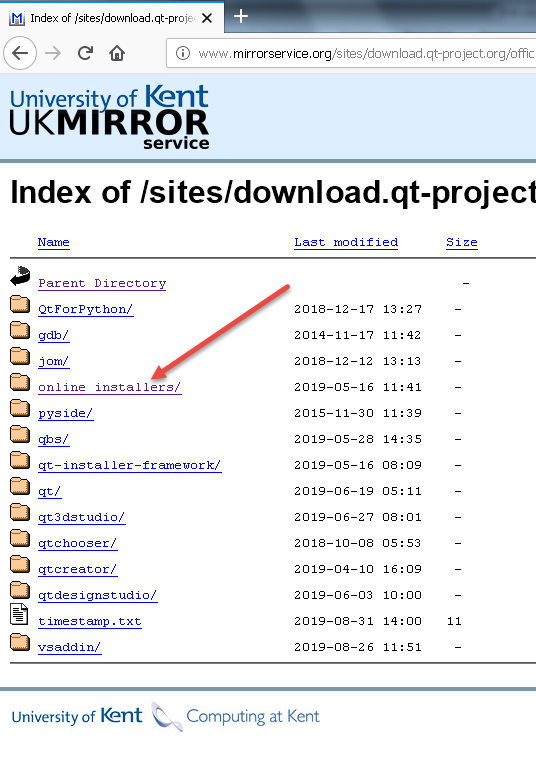 Index of /sites/download.qt-pro
www.mirrorservice.org/sites/download.qt-project.org/offic
University of Kent
UKMIRROR
service
Index of /sites/download.qt-project
Name Last modified Size
Parent Directory -
QtForPython/ 2018-12-17 13:27 -
gdb/ 2014-11-17 11:42 -
jom/ 2018-12-12 13:13 -
online installers/ 2019-05-16 11:41 -
pyside/ 2015-11-30 11:39 -
qbs/ 2019-05-28 14:35 -
qt-installer-framework/ 2019-05-16 08:09 -
qt/ 2019-06-19 05:11 -
qt3dstudio/ 2019-06-27 08:01 -
qtchooser/ 2018-10-08 05:53 -
qtcreator/ 2019-04-10 16:09 -
qtdesignstudio/ 2019-06-03 10:00 -
timestamp.txt 2019-08-31 14:00 11
vsaddin/ 2019-08-26 11:51 -
University of Kent Computing at Kent